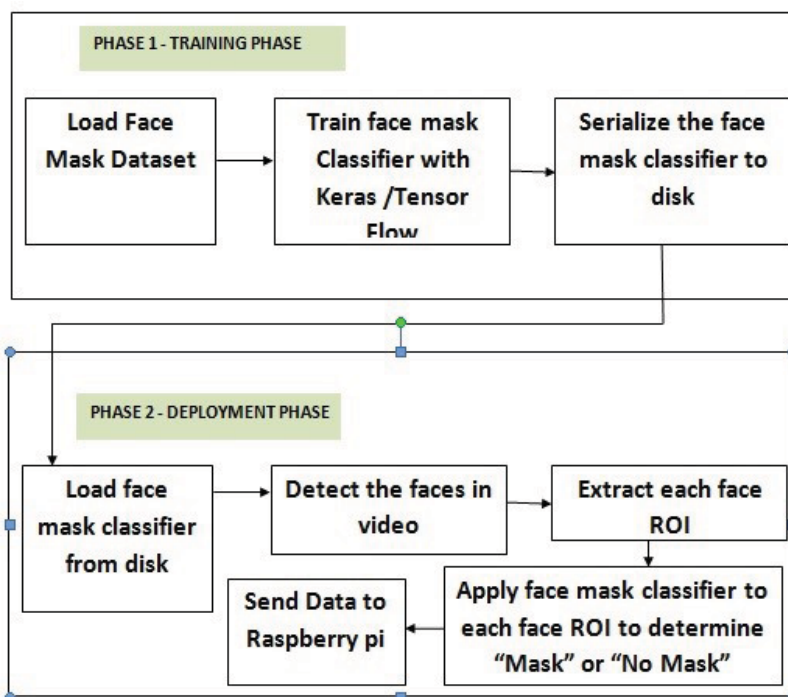 PHASE 1 - TRAINING PHASE
Load Face
Mask Dataset
Train face mask
Classifier with
Keras /Tensor
Flow
Serialize the face
mask classifier to
disk
PHASE 2 - DEPLOYMENT PHASE
Load face
mask classifier
from disk
Detect the faces in
video
Extract each face
ROI
Apply face mask classifier to
each face ROI to determine
“Mask” or “No Mask”
Send Data to
Raspberry pi